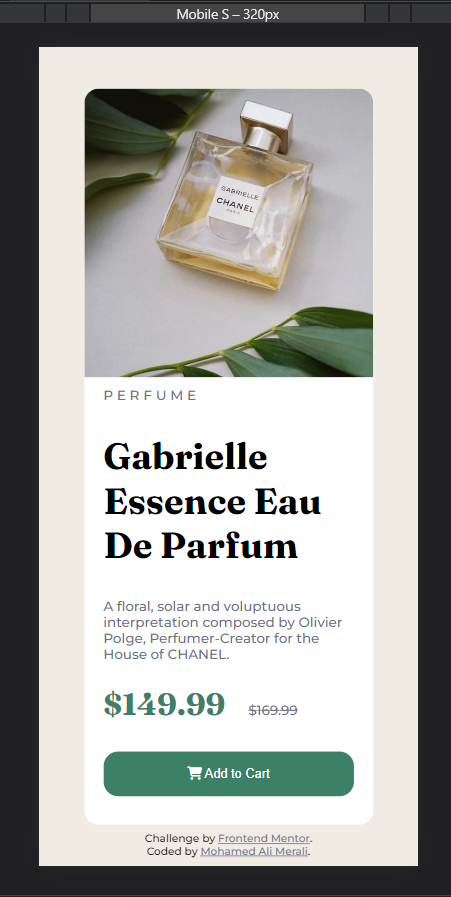 Mobile S – 320px
GABRIELLE
CHANEL
PARIS
PERFUME
Gabrielle
Essence Eau
De Parfum
A floral, solar and voluptuous
interpretation composed by Olivier
Polge, Perfumer-Creator for the
House of CHANEL.
$149.99 $169.99
Add to Cart
Challenge by Frontend Mentor.
Coded by Mohamed Ali Merali.